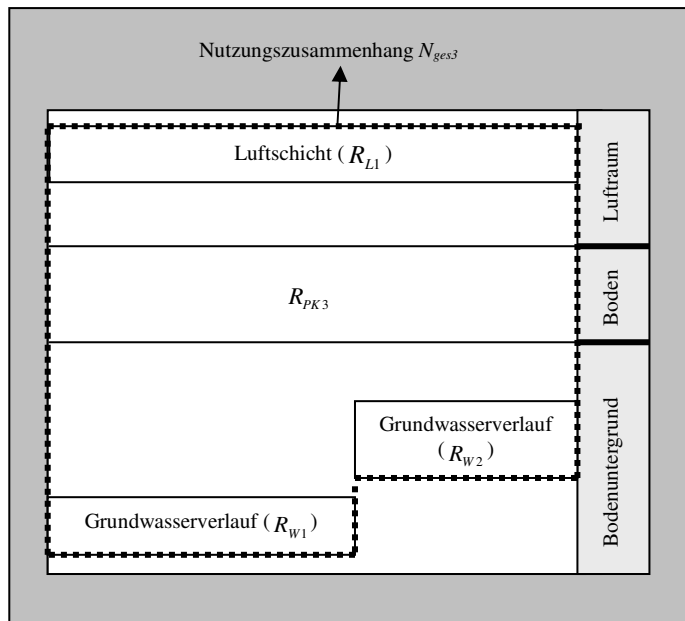 Nutzungszusammenhang N_ges3
Luftschicht ( R_L1 )
Luftraum
R_PK3
Boden
Grundwasserverlauf
( R_W2 )
Grundwasserverlauf ( R_W1 )
Bodenuntergrund